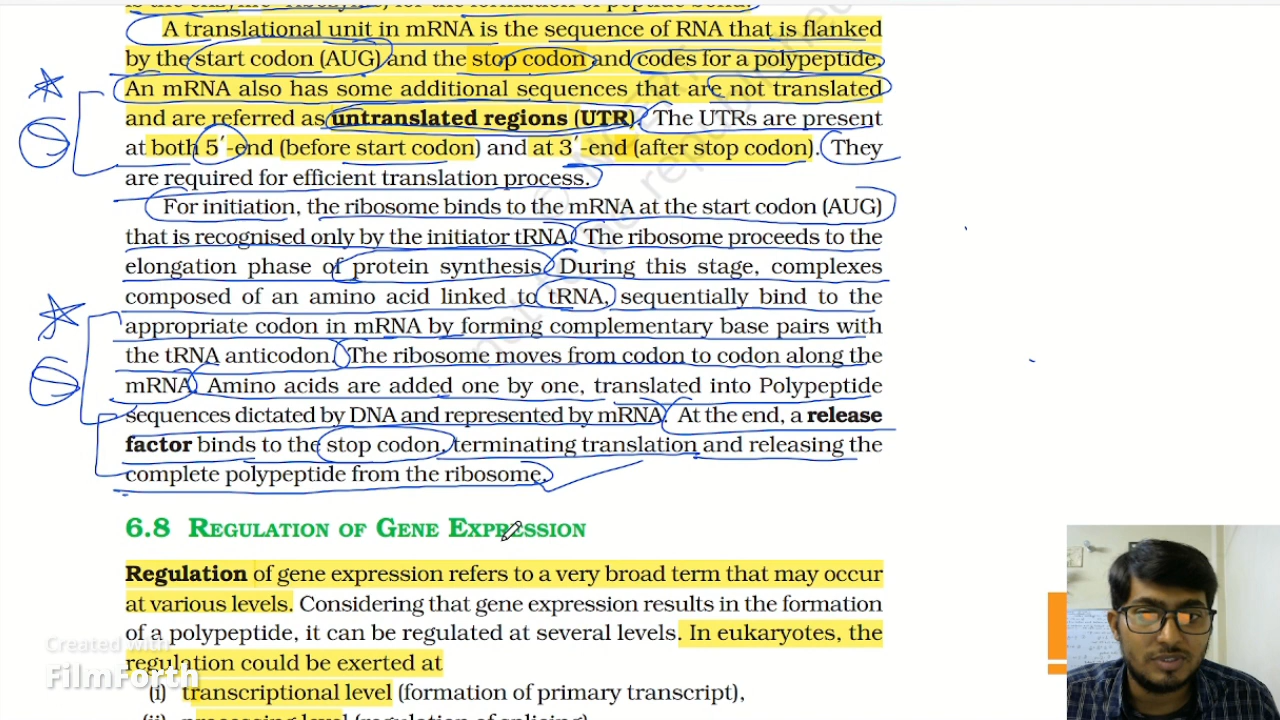 is the enzyme- ribozyme) for the formation of peptide bond.
A translational unit in mRNA is the sequence of RNA that is flanked
by the start codon (AUG) and the stop codon and codes for a polypeptide.
An mRNA also has some additional sequences that are not translated
and are referred as untranslated regions (UTR). The UTRs are present
at both 5′-end (before start codon) and at 3′-end (after stop codon). They
are required for efficient translation process.
For initiation, the ribosome binds to the mRNA at the start codon (AUG)
that is recognised only by the initiator tRNA. The ribosome proceeds to the
elongation phase of protein synthesis. During this stage, complexes
composed of an amino acid linked to tRNA, sequentially bind to the
appropriate codon in mRNA by forming complementary base pairs with
the tRNA anticodon. The ribosome moves from codon to codon along the
mRNA. Amino acids are added one by one, translated into Polypeptide
sequences dictated by DNA and represented by mRNA. At the end, a release
factor binds to the stop codon, terminating translation and releasing the
complete polypeptide from the ribosome.
6.8 REGULATION OF GENE EXPRESSION
Regulation of gene expression refers to a very broad term that may occur
at various levels. Considering that gene expression results in the formation
of a polypeptide, it can be regulated at several levels. In eukaryotes, the
regulation could be exerted at
(i) transcriptional level (formation of primary transcript),
(ii) processing level (regulation of splicing)
Created with
FilmForth